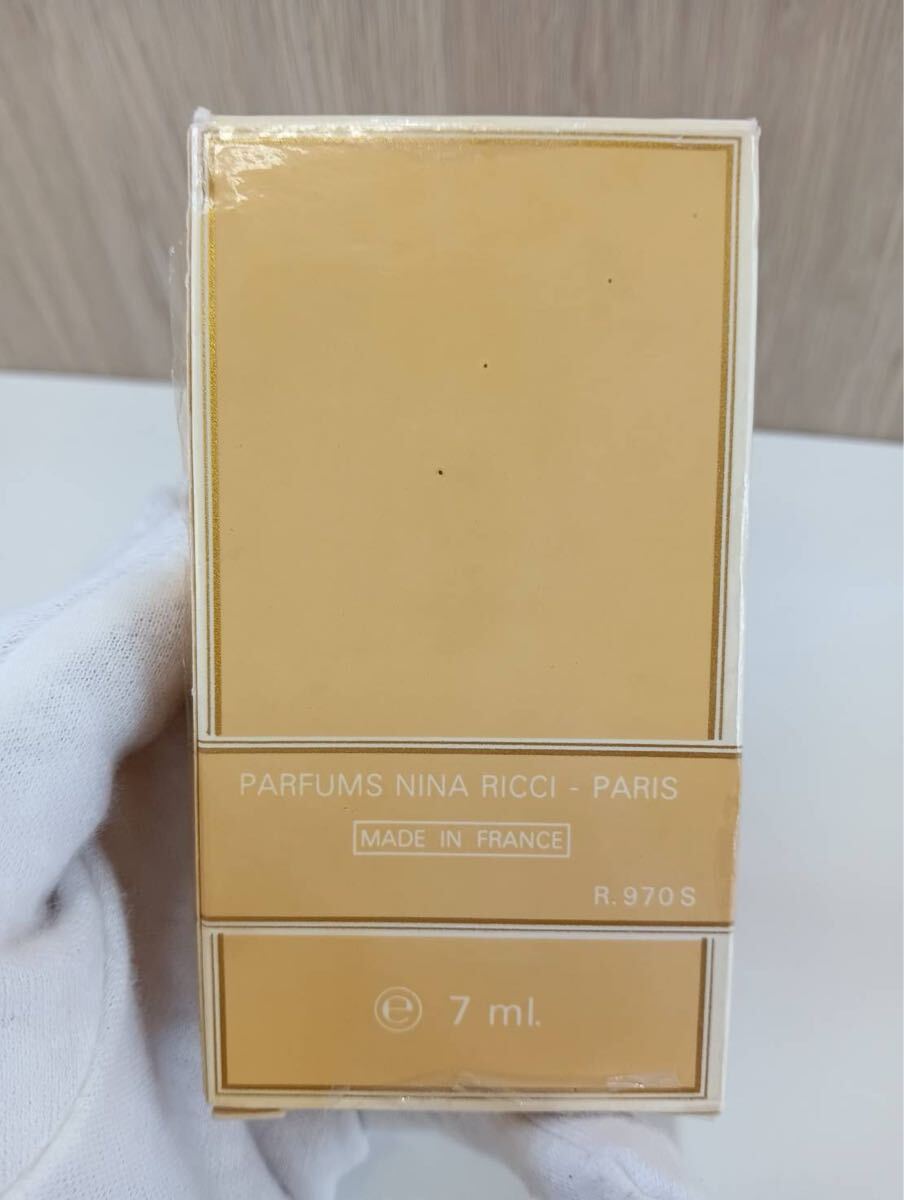 PARFUMS NINA RICCI - PARIS
MADE IN FRANCE
R.970S
℮ 7 ml.